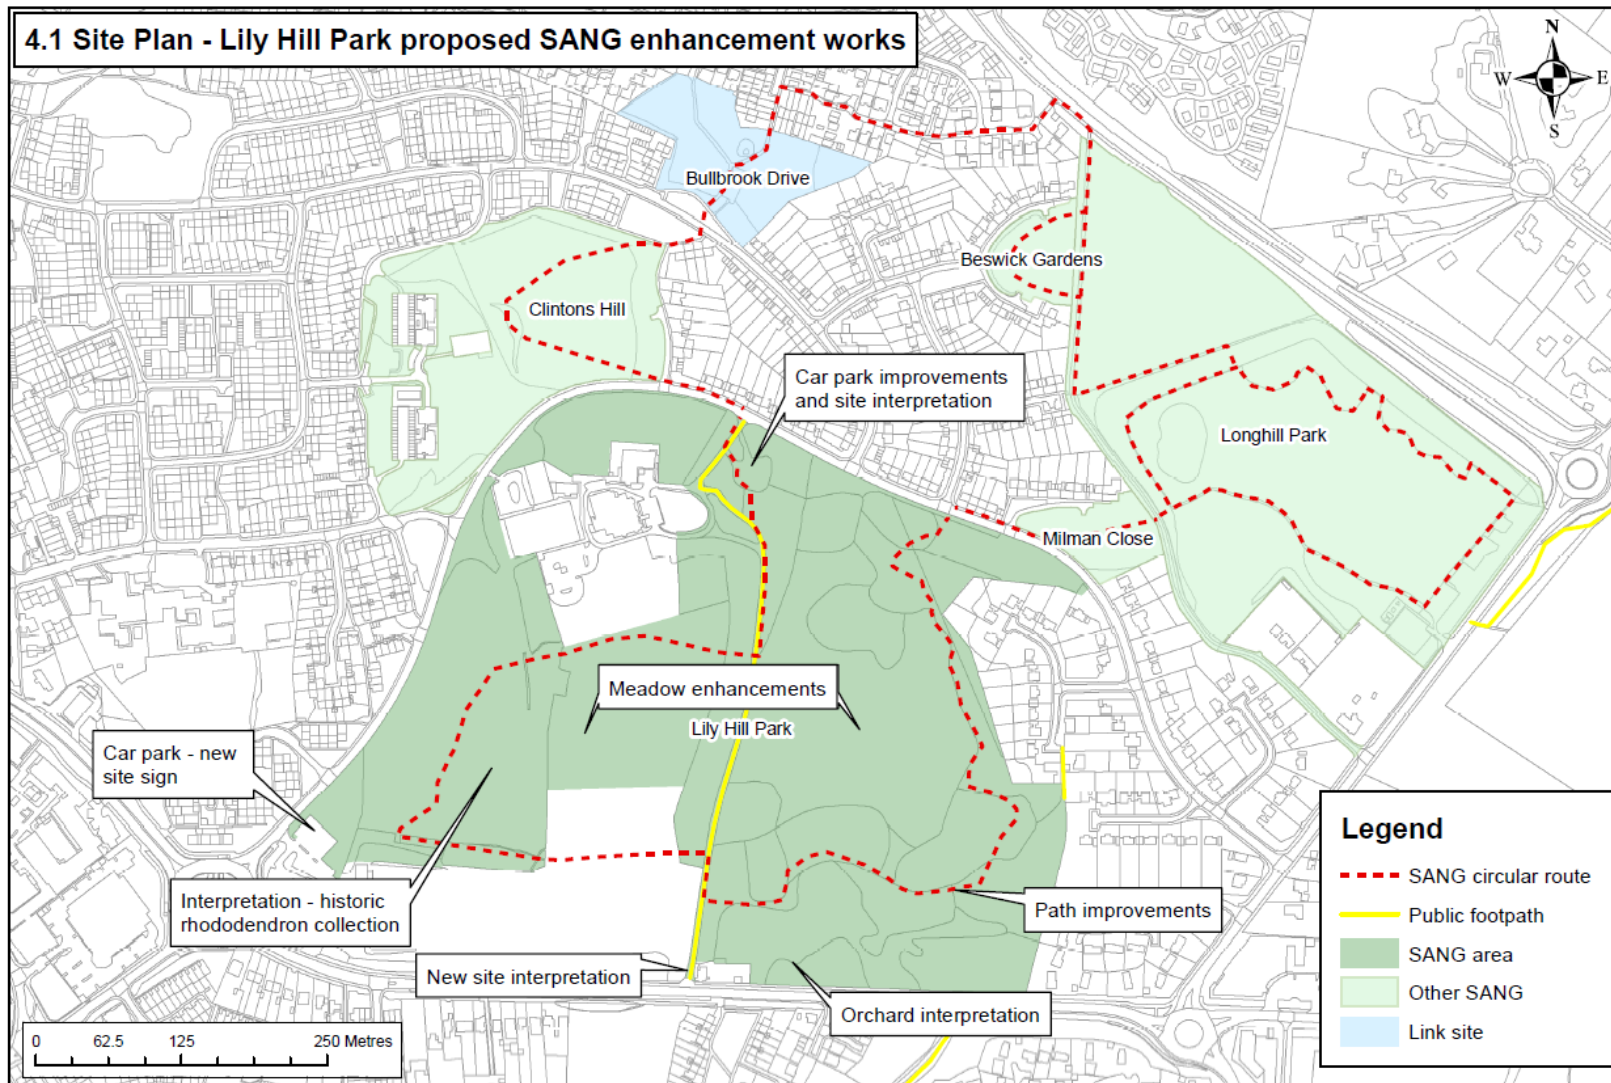 4.1 Site Plan - Lily Hill Park proposed SANG enhancement works
N
W
E
S
Bullbrook Drive
Beswick Gardens
Clintons Hill
Car park improvements
and site interpretation
Longhill Park
Milman Close
Meadow enhancements
Lily Hill Park
Car park - new
site sign
Interpretation - historic
rhododendron collection
Path improvements
New site interpretation
Orchard interpretation
Legend
SANG circular route
Public footpath
SANG area
Other SANG
Link site
0 62.5 125 250 Metres